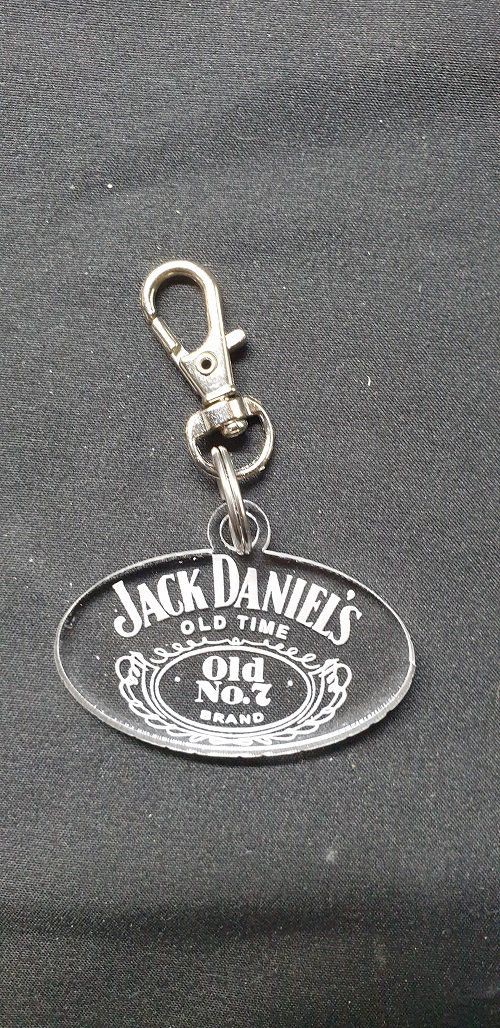 JACK DANIEL'S
OLD TIME
Old
No.7
BRAND